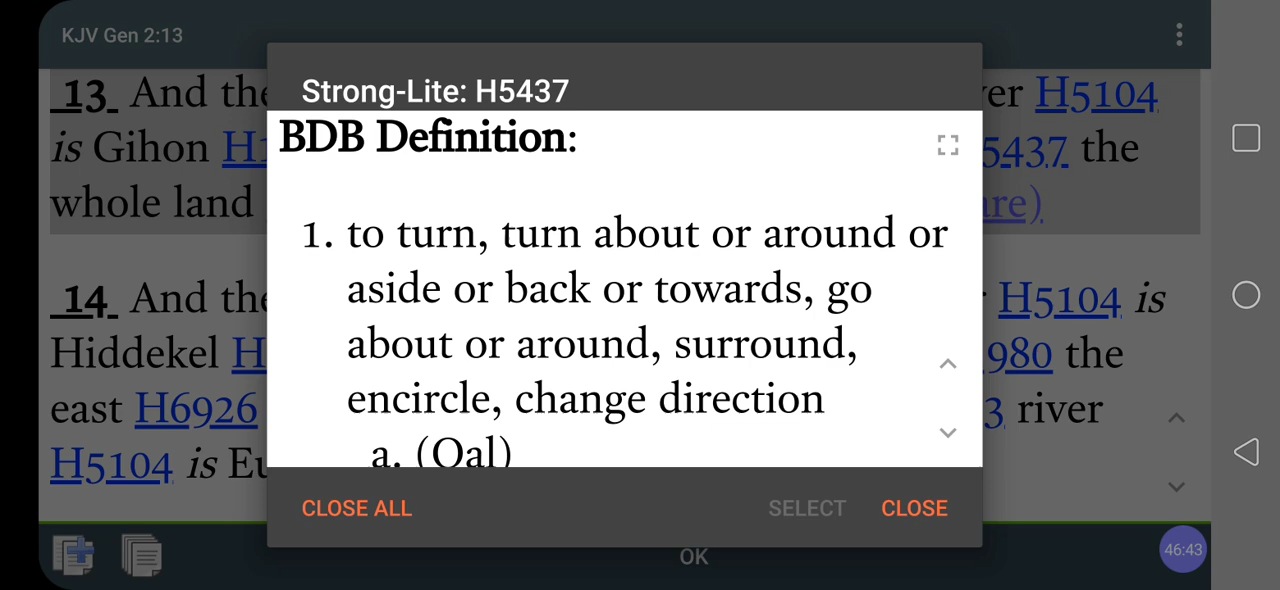 KJV Gen 2:13
Strong-Lite: H5437
BDB Definition:
1. to turn, turn about or around or
aside or back or towards, go
about or around, surround,
encircle, change direction
a. (Qal)
CLOSE ALL SELECT CLOSE
13 And the er H5104
is Gihon H1 5437 the
whole land are)
14 And the H5104 is
Hiddekel H 980 the
east H6926 3 river
H5104 is Eu
OK
46:43